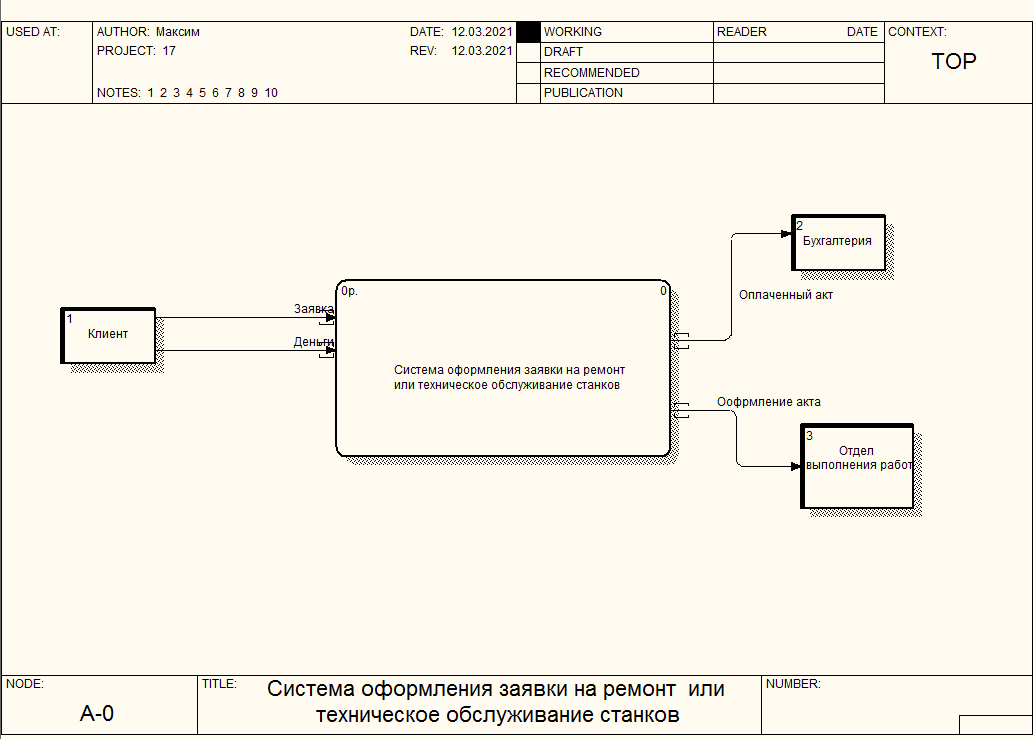 USED AT:
AUTHOR: Максим
DATE: 12.03.2021
WORKING
READER
DATE
CONTEXT:
PROJECT: 17
REV: 12.03.2021
DRAFT
TOP
RECOMMENDED
NOTES: 1 2 3 4 5 6 7 8 9 10
PUBLICATION
2
Бухгалтерия
Оплаченный акт
0р.
0
Заявка
1
Клиент
Деньги
Система оформления заявки на ремонт
или техническое обслуживание станков
Оофрмление акта
3
Отдел
выполнения работ
NODE:
A-0
TITLE:
Система оформления заявки на ремонт или
техническое обслуживание станков
NUMBER: